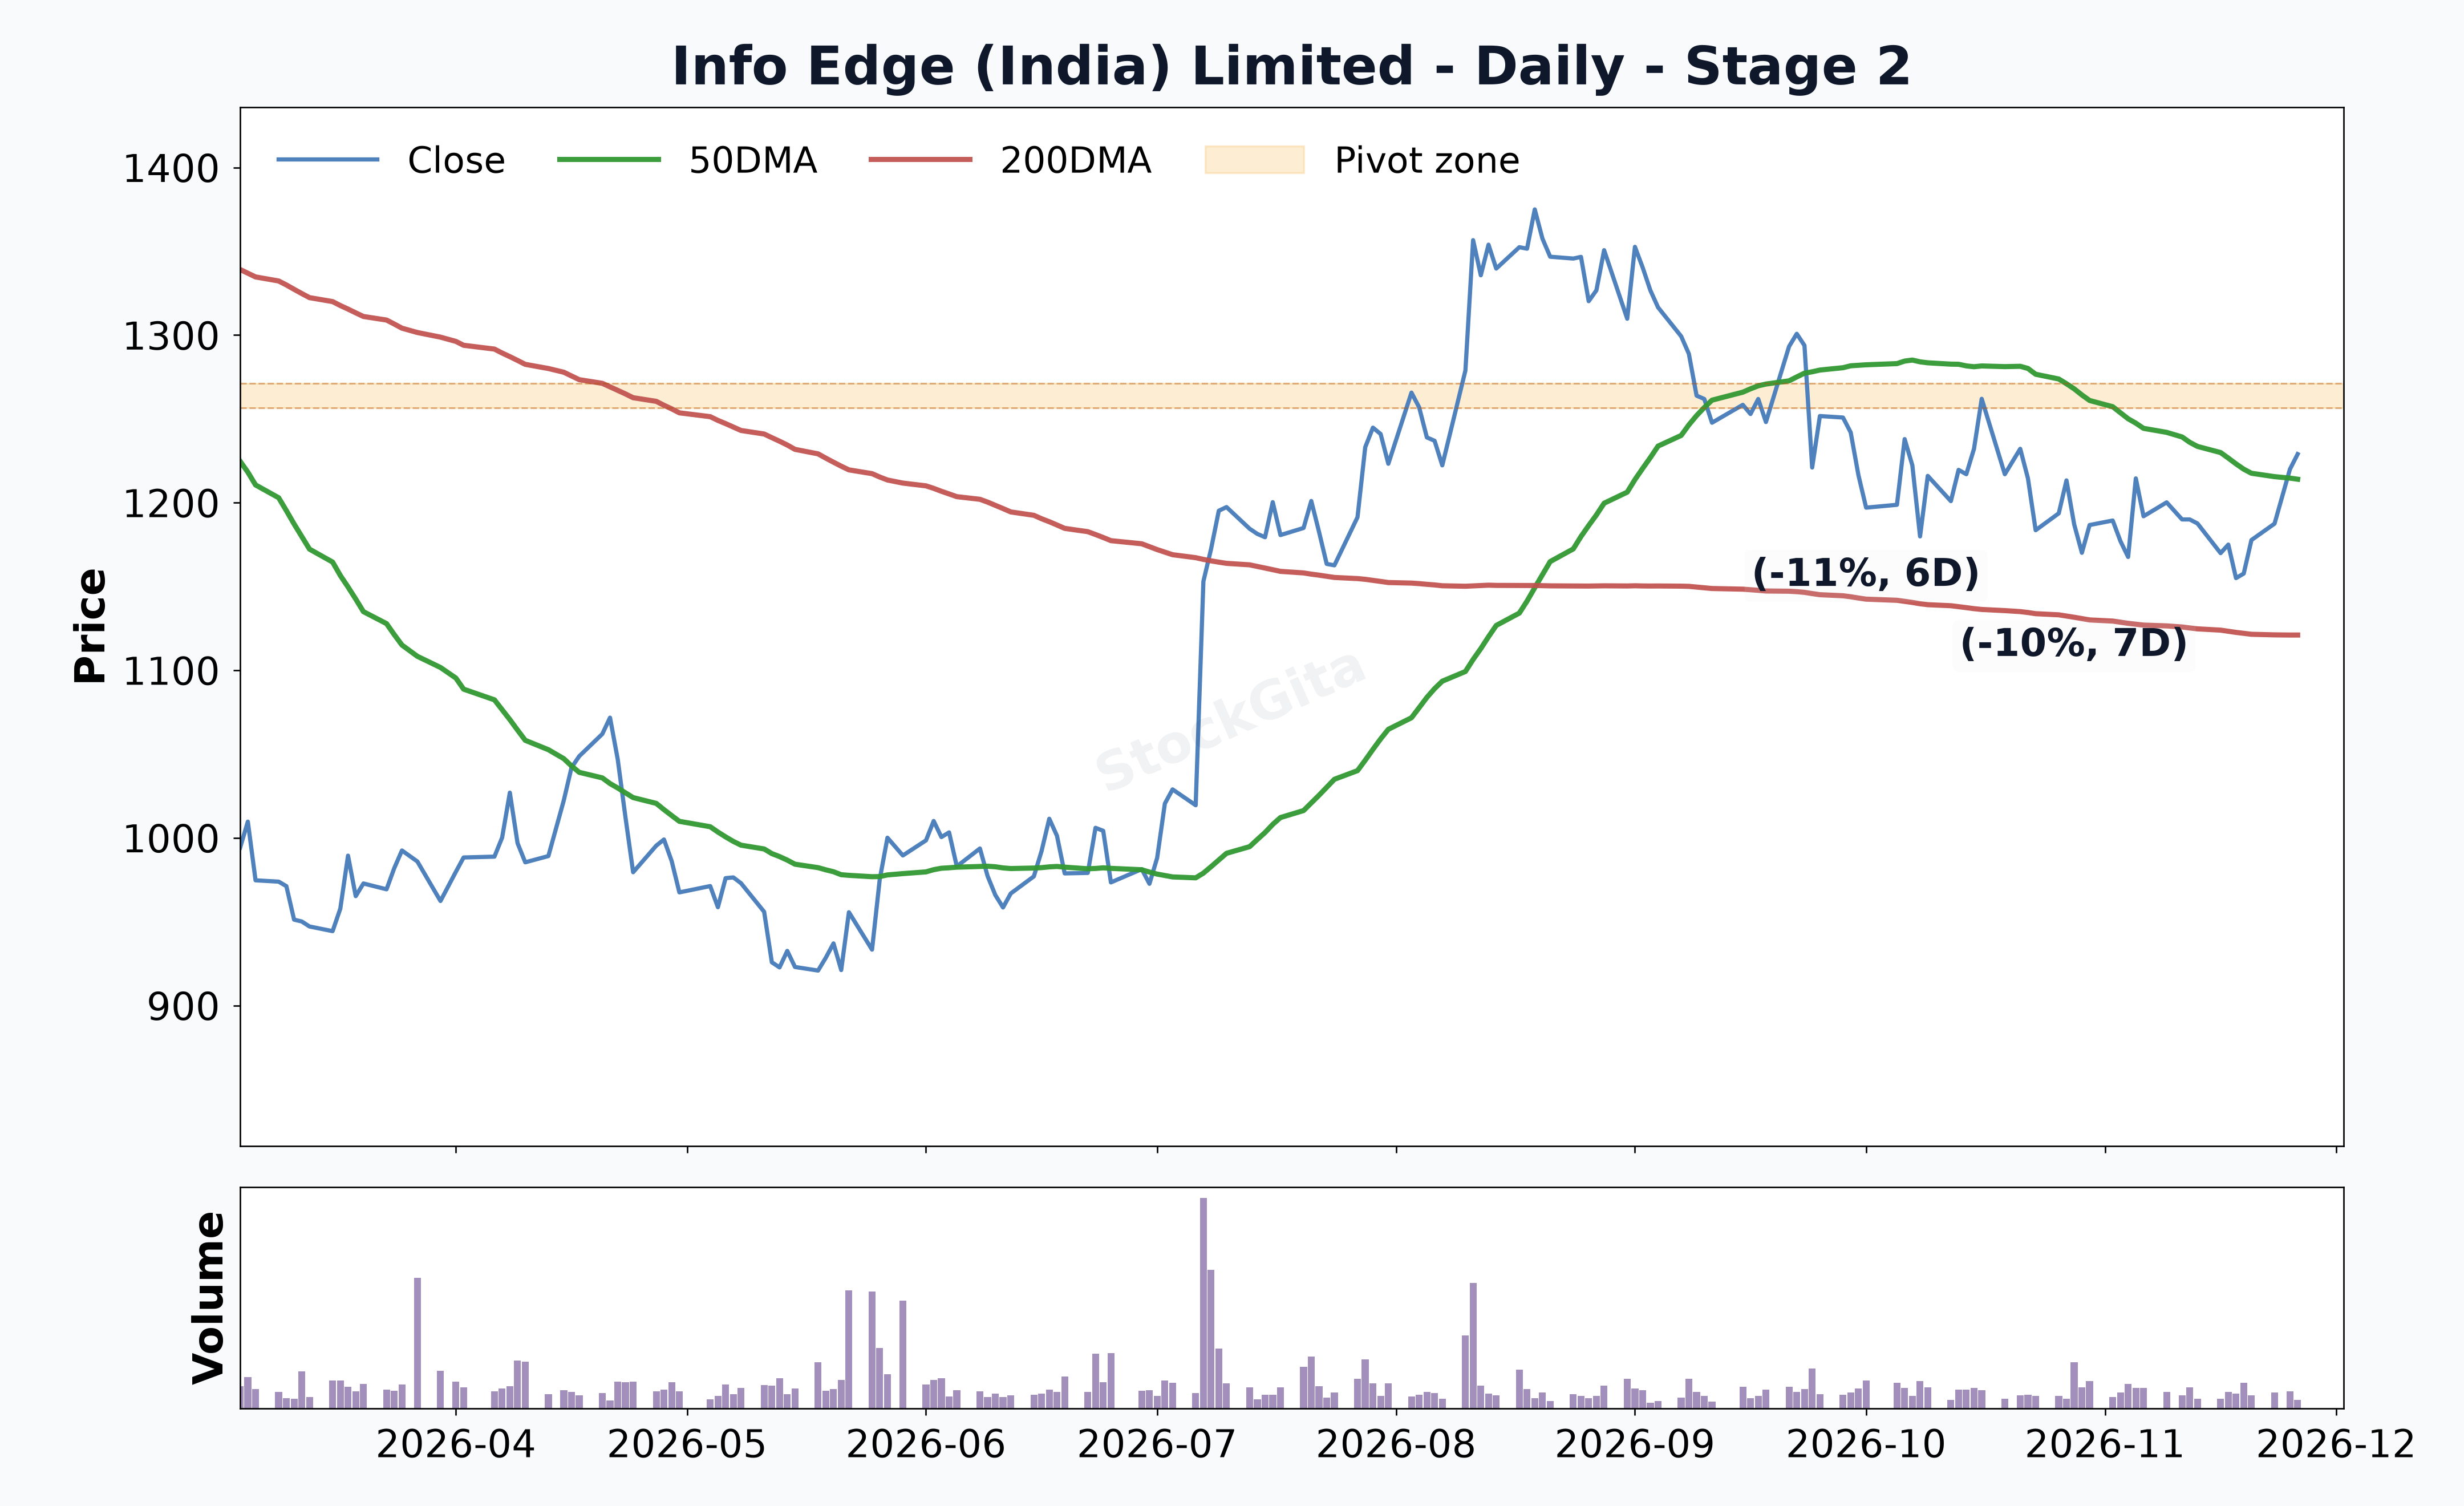 Info Edge (India) Limited - Daily - Stage 2
Close 50DMA 200DMA Pivot zone
1400
1300
1200
1100
1000
900
Price
(-11%, 6D)
(-10%, 7D)
StockGita
Volume
2026-04 2026-05 2026-06 2026-07 2026-08 2026-09 2026-10 2026-11 2026-12